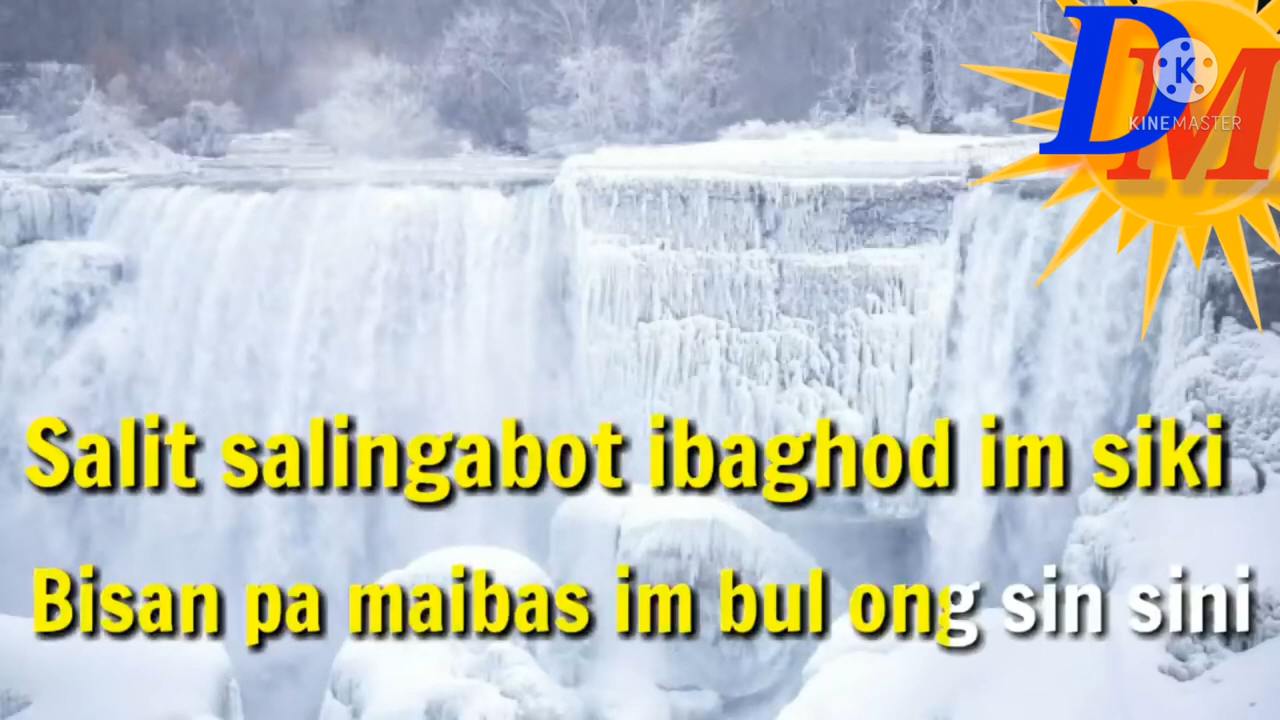 DM
K
KINEMASTER
Salit salingabot ibaghod im siki
Bisan pa maibas im bul ong sin sini